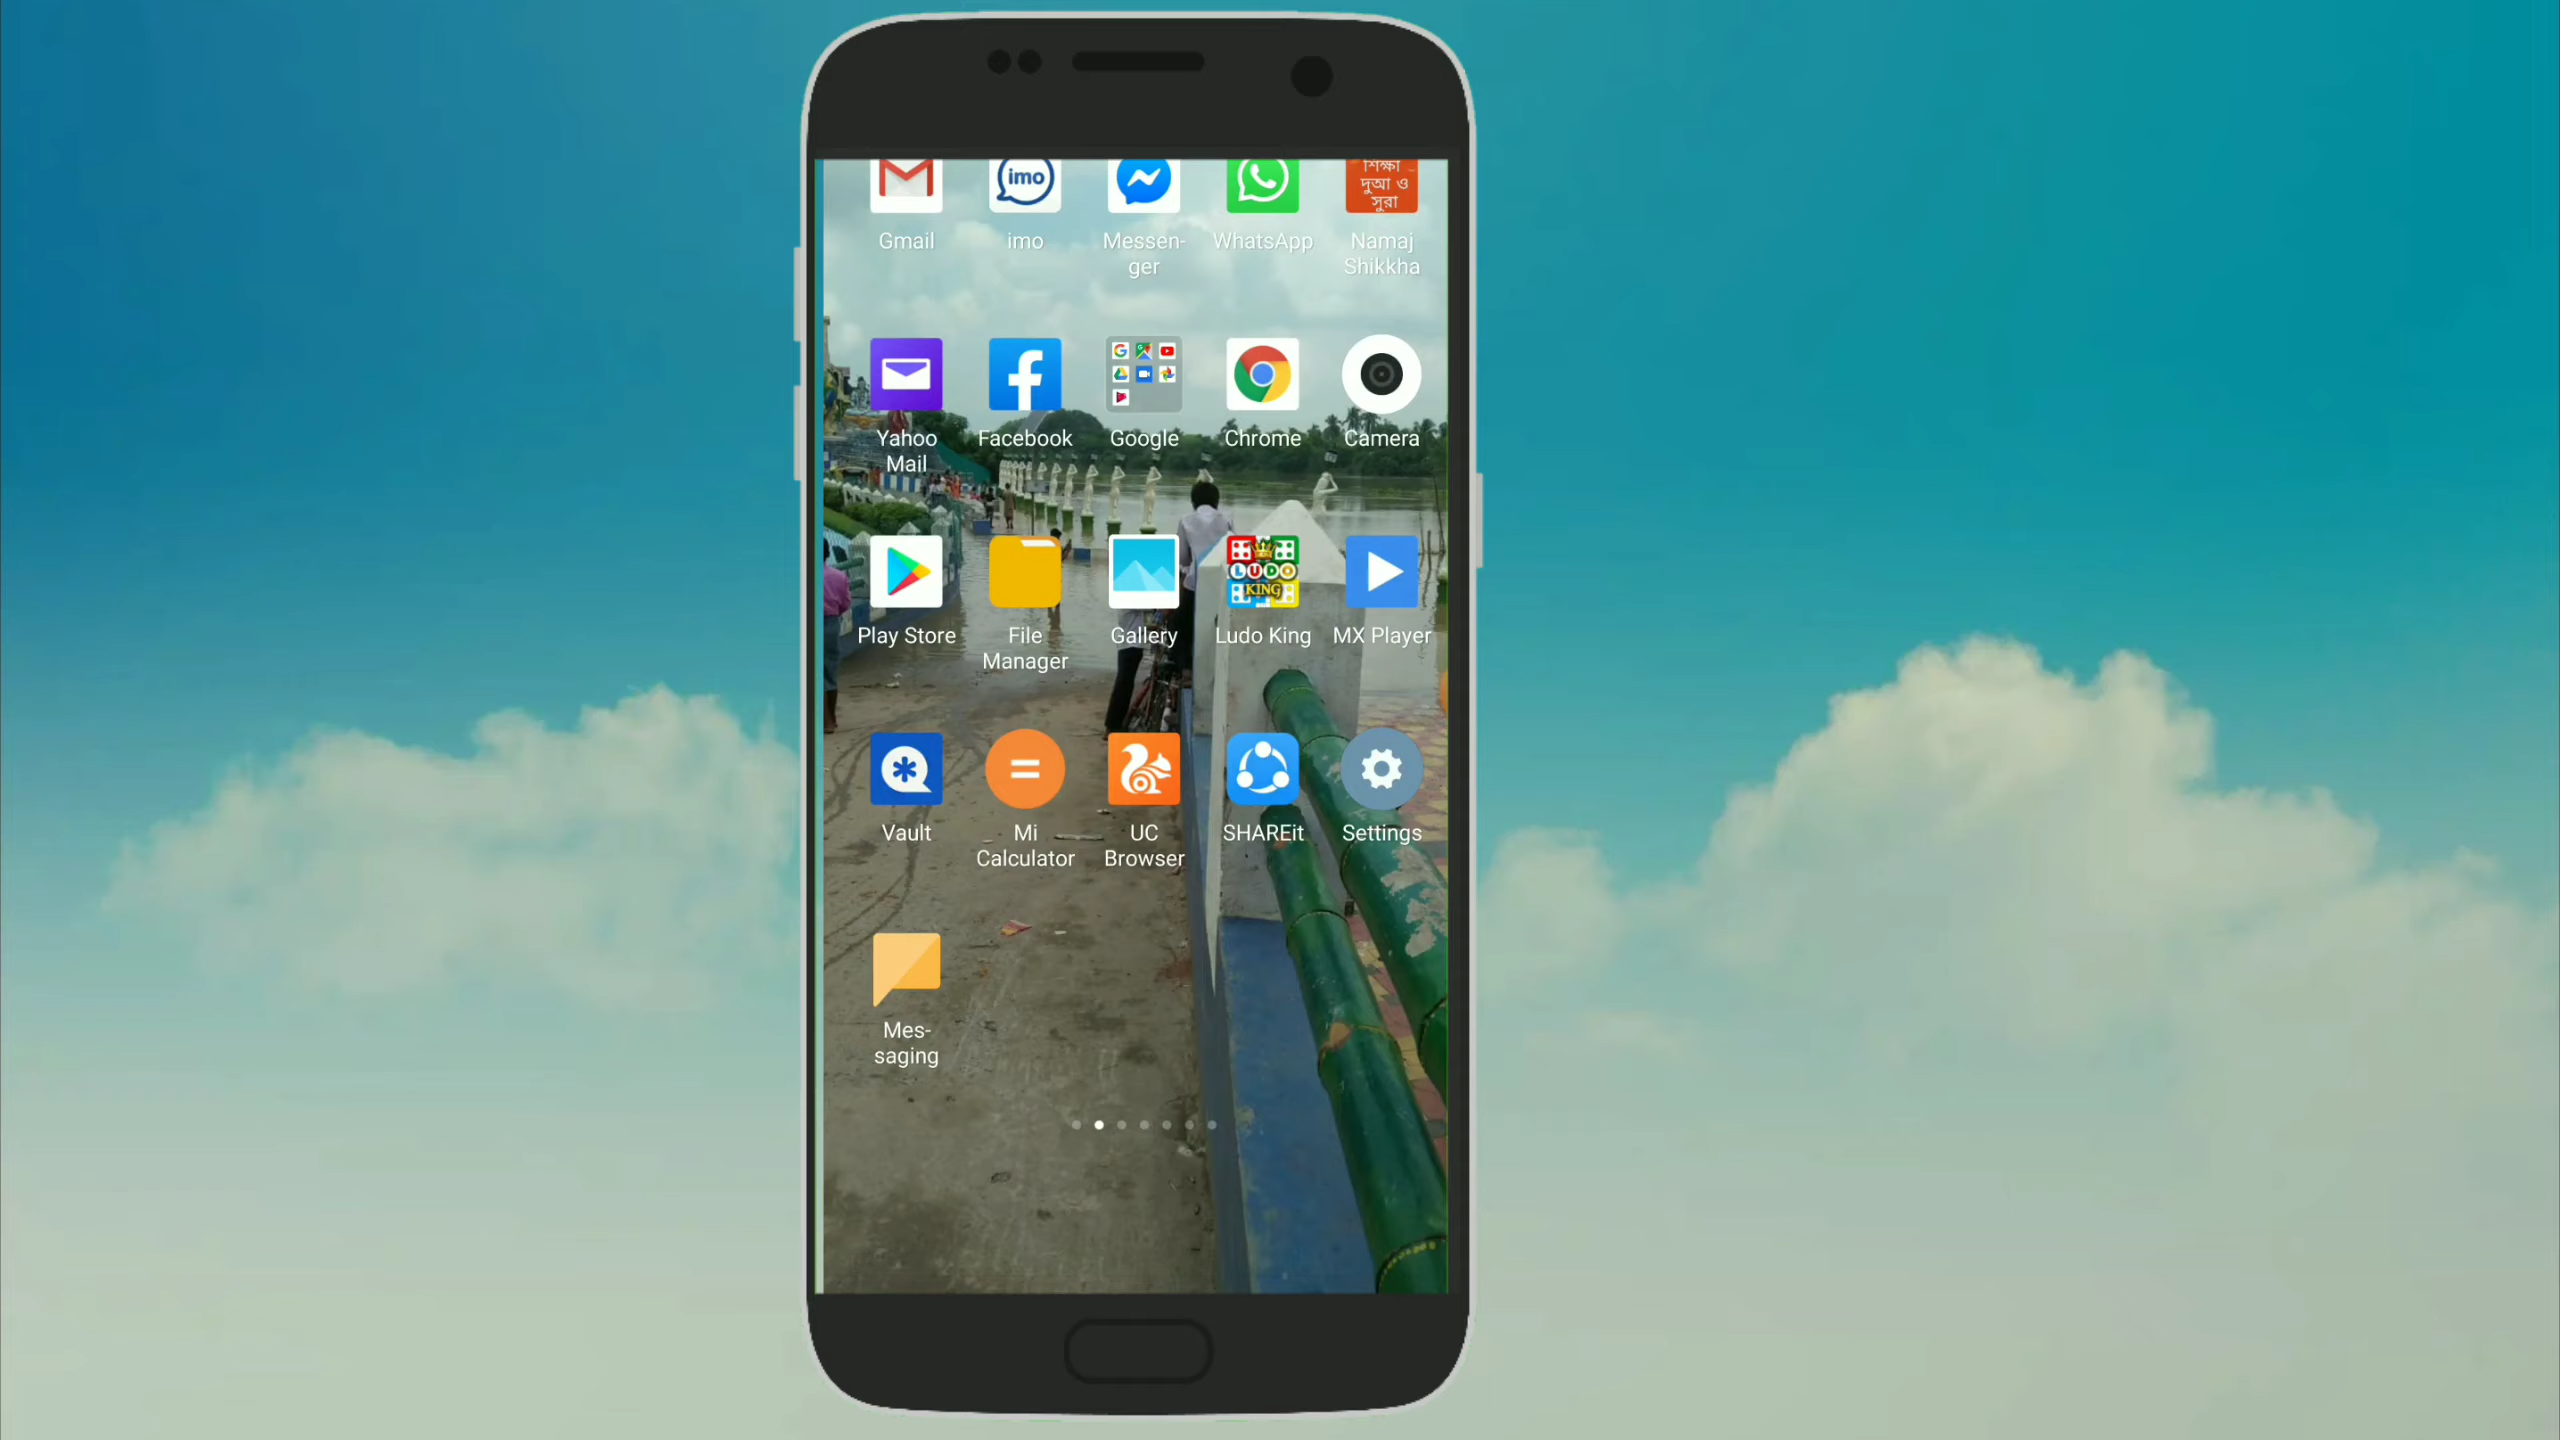 imo
শিক্ষা
দুআ ও
সুরা
Gmail
imo
Messen-
ger
WhatsApp
Namaj
Shikkha
Yahoo
Mail
Facebook
Google
Chrome
Camera
LUDO
KING
Play Store
File
Manager
Gallery
Ludo King
MX Player
Vault
Mi
Calculator
UC
Browser
SHAREit
Settings
Mes-
saging